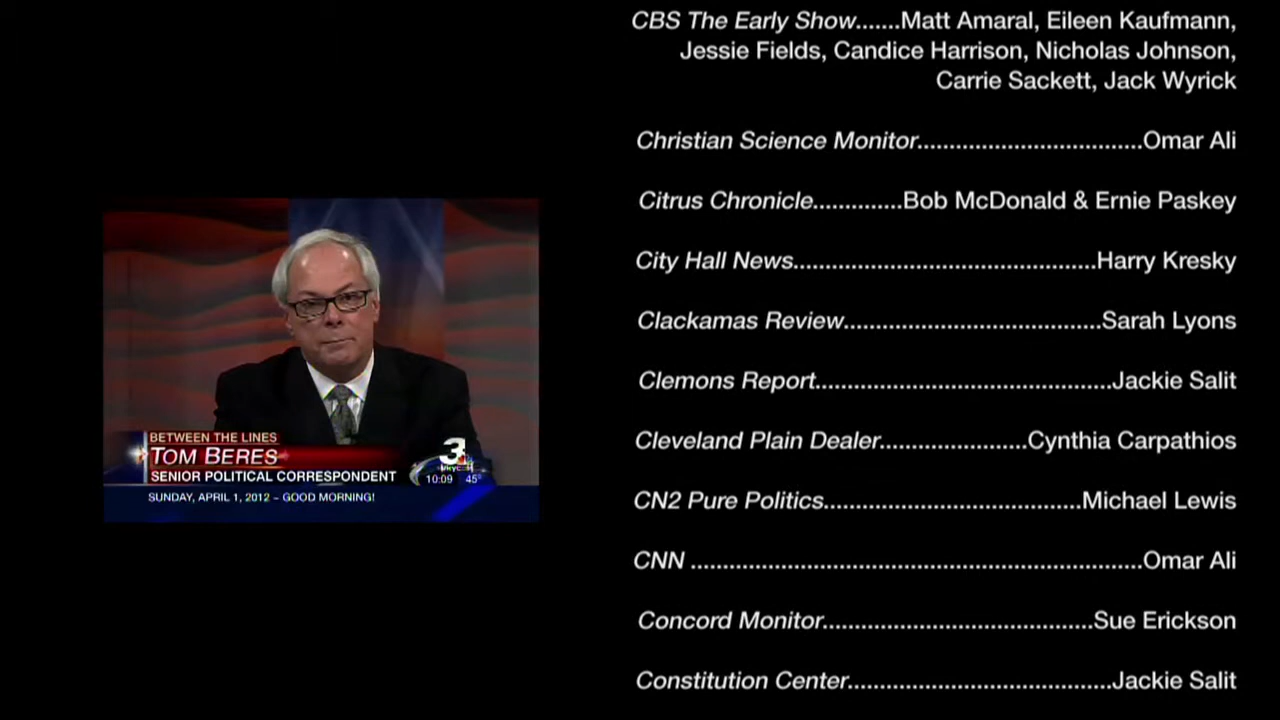 CBS The Early Show.......Matt Amaral, Eileen Kaufmann,
Jessie Fields, Candice Harrison, Nicholas Johnson,
Carrie Sackett, Jack Wyrick
Christian Science Monitor...................................Omar Ali
Citrus Chronicle..............Bob McDonald & Ernie Paskey
City Hall News...............................................Harry Kresky
Clackamas Review........................................Sarah Lyons
Clemons Report..............................................Jackie Salit
Cleveland Plain Dealer.......................Cynthia Carpathios
CN2 Pure Politics........................................Michael Lewis
CNN .......................................................................Omar Ali
Concord Monitor..........................................Sue Erickson
Constitution Center.........................................Jackie Salit
BETWEEN THE LINES
TOM BERES
SENIOR POLITICAL CORRESPONDENT
3
10:09 45°
SUNDAY, APRIL 1, 2012 – GOOD MORNING!